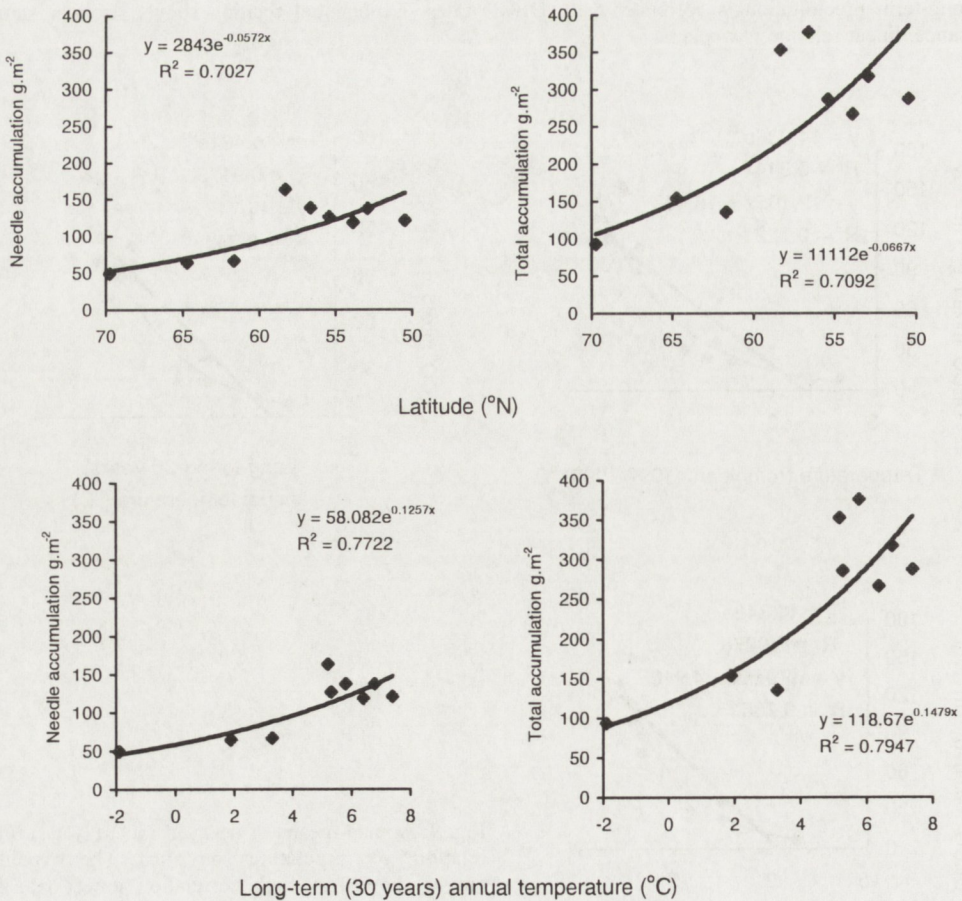 Needle accumulation g.m⁻²
400
350
300
250
200
150
100
50
0
y = 2843e^-0.0572x
R² = 0.7027
70 65 60 55 50
Total accumulation g.m⁻²
400
350
300
250
200
150
100
50
0
y = 11112e^-0.0667x
R² = 0.7092
70 65 60 55 50
Latitude (°N)
Needle accumulation g.m⁻²
400
350
300
250
200
150
100
50
0
y = 58.082e^0.1257x
R² = 0.7722
-2 0 2 4 6 8
Total accumulation g.m⁻²
400
350
300
250
200
150
100
50
0
y = 118.67e^0.1479x
R² = 0.7947
-2 0 2 4 6 8
Long-term (30 years) annual temperature (°C)